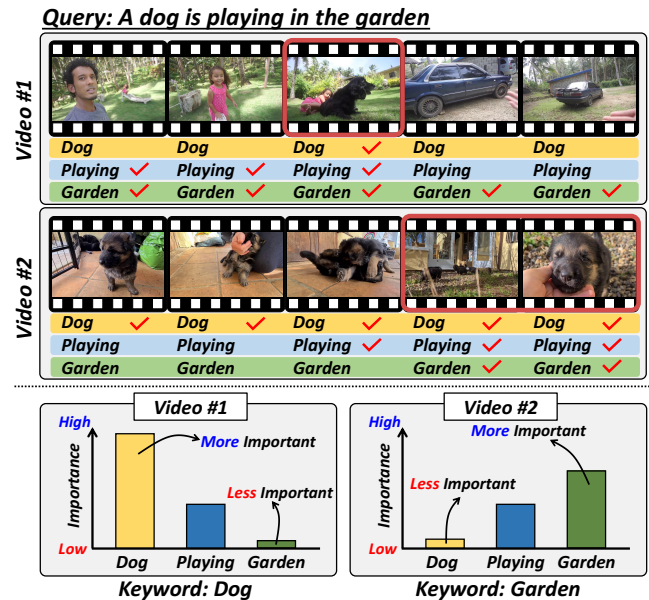 Query: A dog is playing in the garden
Video #1
Dog Dog Dog ✓ Dog Dog
Playing ✓ Playing ✓ Playing ✓ Playing Playing
Garden ✓ Garden ✓ Garden ✓ Garden ✓ Garden ✓
Video #2
Dog ✓ Dog ✓ Dog ✓ Dog ✓ Dog ✓
Playing Playing Playing ✓ Playing ✓ Playing ✓
Garden Garden Garden Garden ✓ Garden ✓
Video #1
High
Importance
Low
More Important
Less Important
Dog Playing Garden
Keyword: Dog
Video #2
High
Importance
Low
More Important
Less Important
Dog Playing Garden
Keyword: Garden